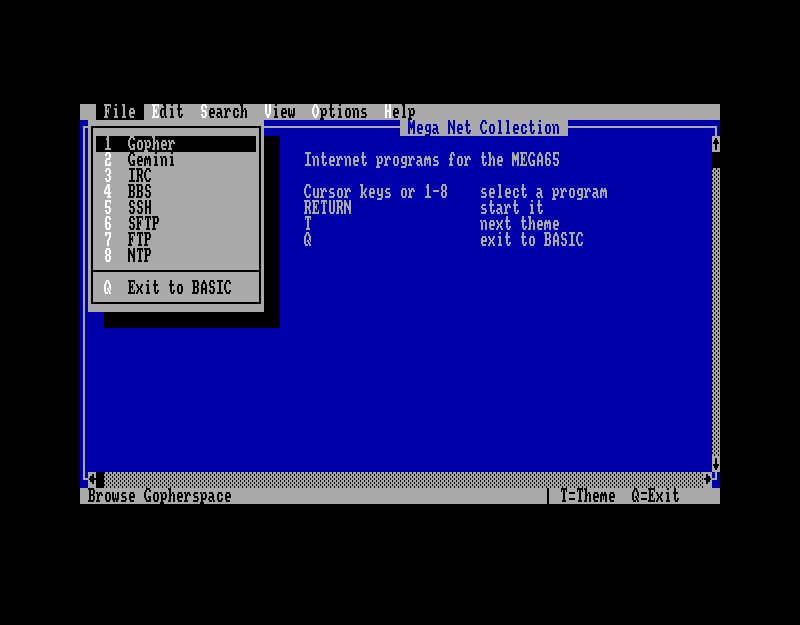 File Edit Search View Options Help
Mega Net Collection
1 Gopher
2 Gemini
3 IRC
4 BBS
5 SSH
6 SFTP
7 FTP
8 NTP
Q Exit to BASIC
Internet programs for the MEGA65
Cursor keys or 1-8 select a program
RETURN start it
T next theme
Q exit to BASIC
Browse Gopherspace | T=Theme Q=Exit